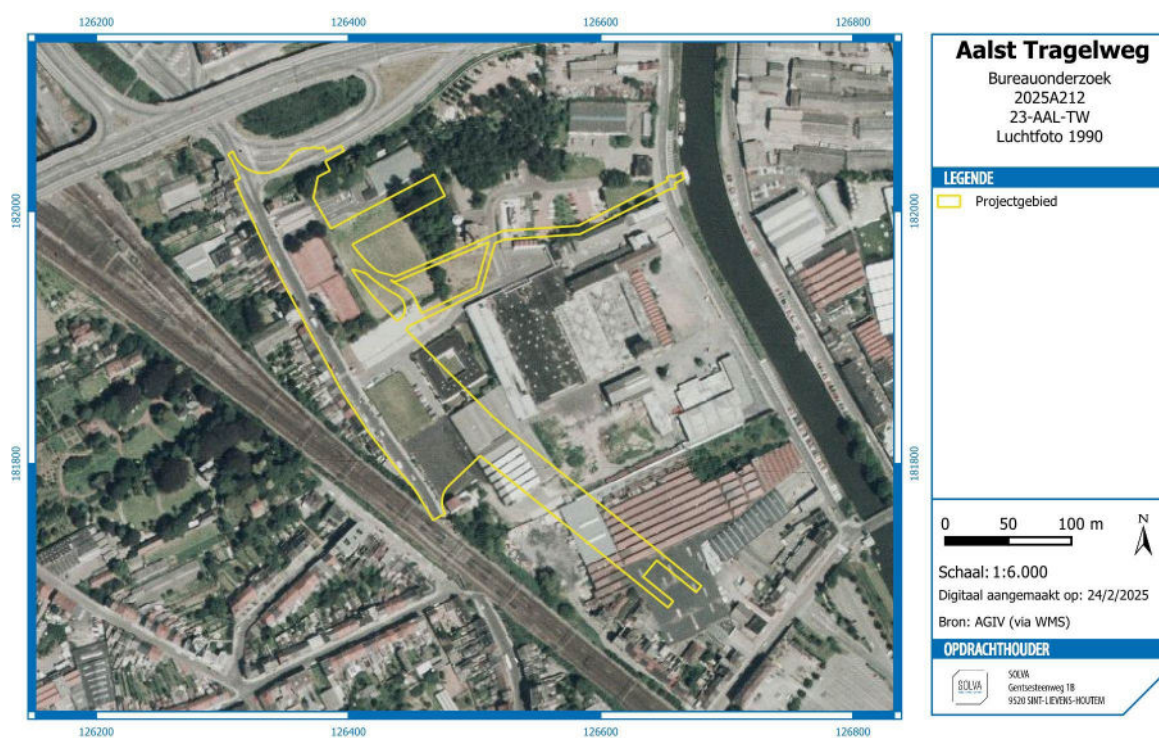 126200 126400 126600 126800
182000 182000
181800 181800
126200 126400 126600 126800
Aalst Tragelweg
Bureauonderzoek
2025A212
23-AAL-TW
Luchtfoto 1990
LEGENDE
Projectgebied
0 50 100 m
N
Schaal: 1:6.000
Digitaal aangemaakt op: 24/2/2025
Bron: AGIV (via WMS)
OPDRACHTHOUDER
SOLVA
SOLVA
Gentsesteenweg 1B
9520 SINT-LIEVENS-HOUTEM